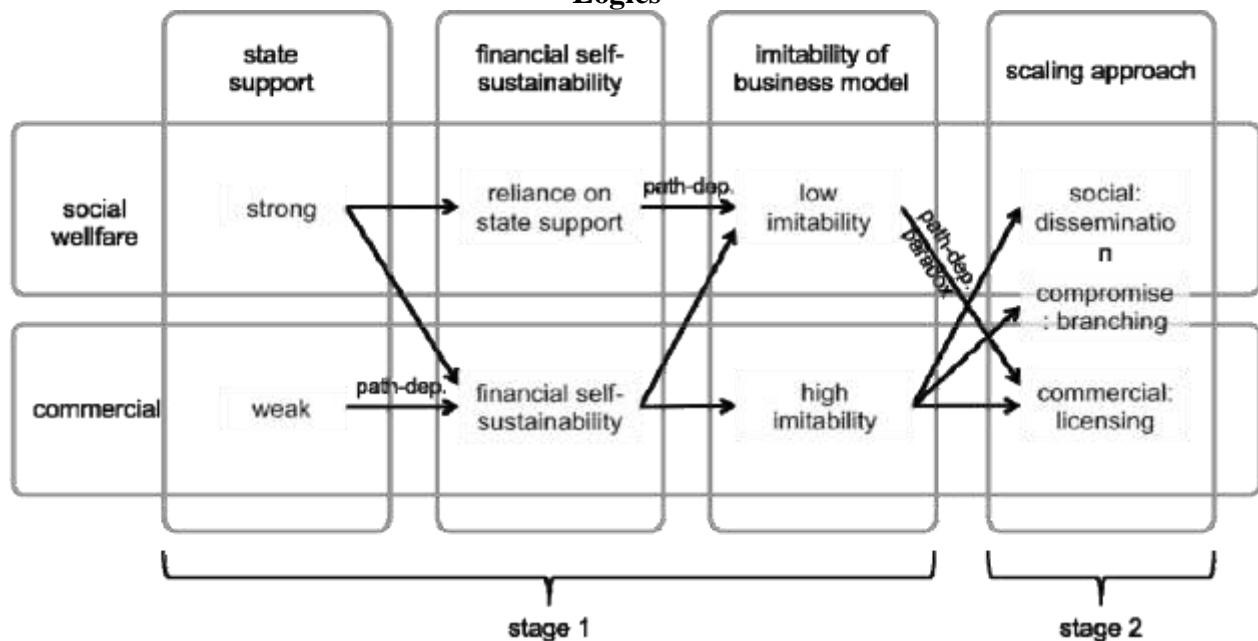 Logics
state
support
financial self-
sustainability
imitability of
business model
scaling approach
social
wellfare
strong
reliance on
state support
path-dep.
low
imitability
path-dep.
paradox
social:
disseminatio
n
compromise
: branching
commercial
weak
path-dep.
financial self-
sustainability
high
imitability
commercial:
licensing
stage 1
stage 2